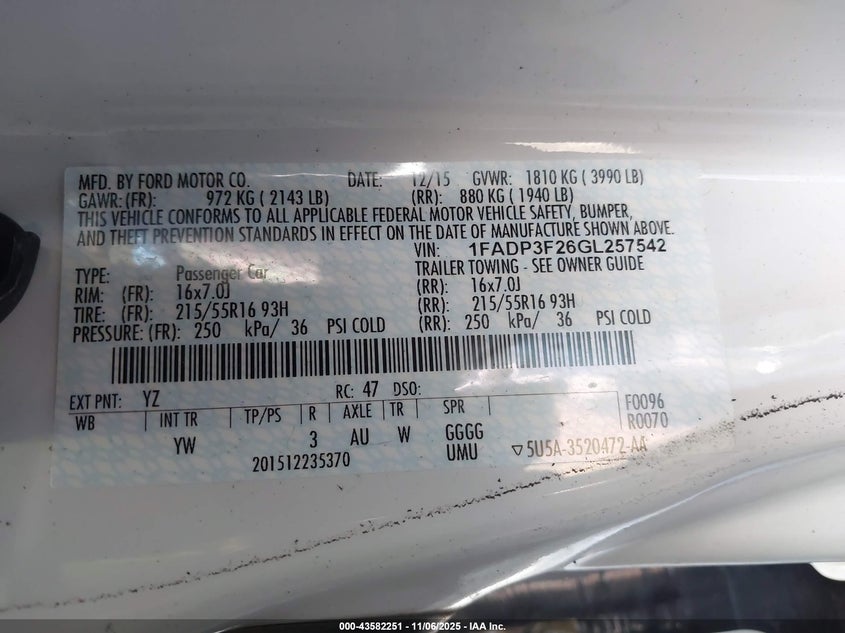 MFD. BY FORD MOTOR CO. DATE: 12/15 GVWR: 1810 KG ( 3990 LB)
GAWR: (FR): 972 KG ( 2143 LB) (RR): 880 KG ( 1940 LB)
THIS VEHICLE CONFORMS TO ALL APPLICABLE FEDERAL MOTOR VEHICLE SAFETY, BUMPER,
AND THEFT PREVENTION STANDARDS IN EFFECT ON THE DATE OF MANUFACTURE SHOWN ABOVE.
VIN: 1FADP3F26GL257542
TYPE: Passenger Car TRAILER TOWING - SEE OWNER GUIDE
RIM: (FR): 16x7.0J (RR): 16x7.0J
TIRE: (FR): 215/55R16 93H (RR): 215/55R16 93H
PRESSURE: (FR): 250 kPa/ 36 PSI COLD (RR): 250 kPa/ 36 PSI COLD
EXT PNT: YZ RC: 47 DSO:
WB INT TR TP/PS R AXLE TR SPR F0096
YW 3 AU W GGGG R0070
201512235370 UMU ▽5U5A-3520472-AA
000-43582251 - 11/06/2025 - IAA Inc.